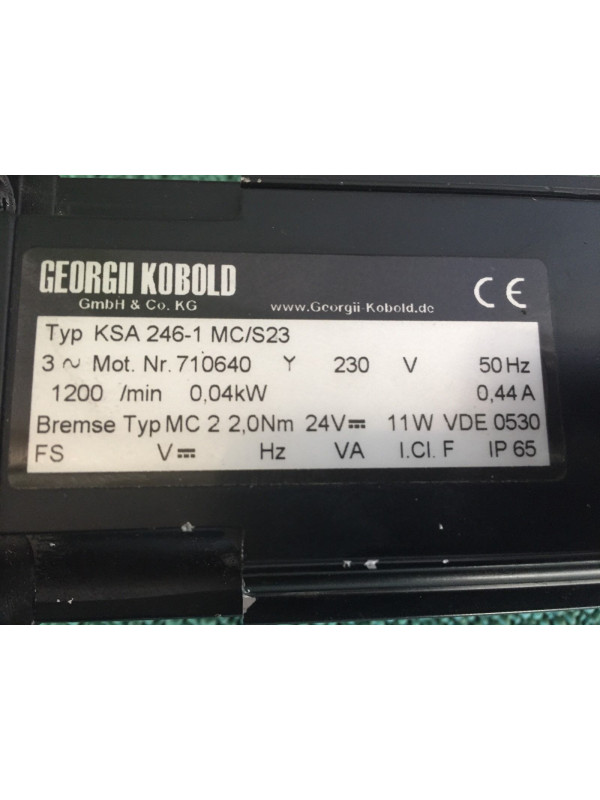 GEORGII KOBOLD
GmbH & Co. KG www.Georgii-Kobold.de CE
Typ KSA 246-1 MC/S23
3 ~ Mot. Nr. 710640 Y 230 V 50 Hz
1200 /min 0,04kW 0,44 A
Bremse Typ MC 2 2,0Nm 24V⎓ 11W VDE 0530
FS V⎓ Hz VA I.Cl. F IP 65